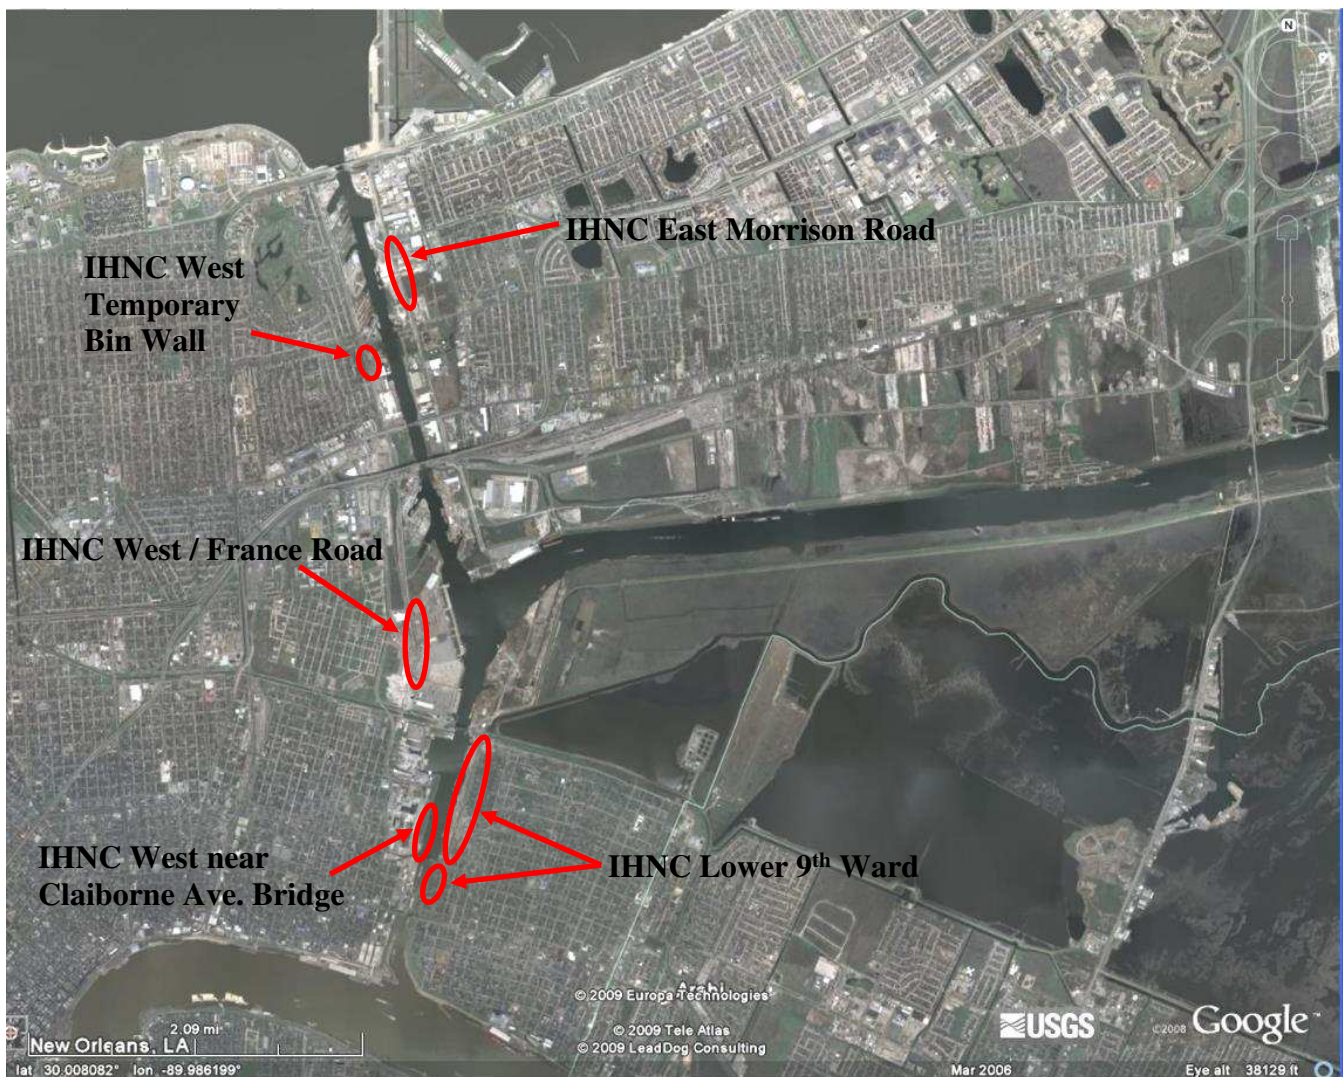 N
IHNC East Morrison Road
IHNC West
Temporary
Bin Wall
IHNC West / France Road
IHNC West near
Claiborne Ave. Bridge
IHNC Lower 9th Ward
Arabi
© 2009 Europa Technologies
© 2009 Tele Atlas
© 2009 LeadDog Consulting
2.09 mi
New Orleans, LA
USGS
©2008 Google™
lat 30.008082° lon -89.986199°
Mar 2006
Eye alt 38129 ft